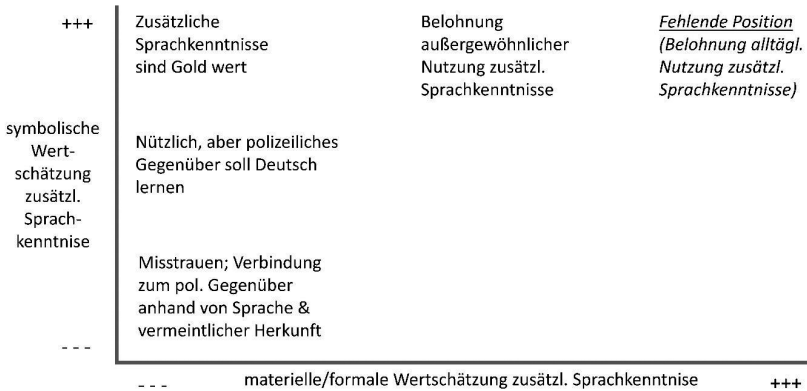 +++
Zusätzliche
Sprachkenntnisse
sind Gold wert
Belohnung
außergewöhnlicher
Nutzung zusätzl.
Sprachkenntnisse
Fehlende Position
(Belohnung alltägl.
Nutzung zusätzl.
Sprachkenntnisse)
symbolische
Wert-
schätzung
zusätzl.
Sprach-
kenntnise
Nützlich, aber polizeiliches
Gegenüber soll Deutsch
lernen
Misstrauen; Verbindung
zum pol. Gegenüber
anhand von Sprache &
vermeintlicher Herkunft
- - -
- - - materielle/formale Wertschätzung zusätzl. Sprachkenntnisse +++